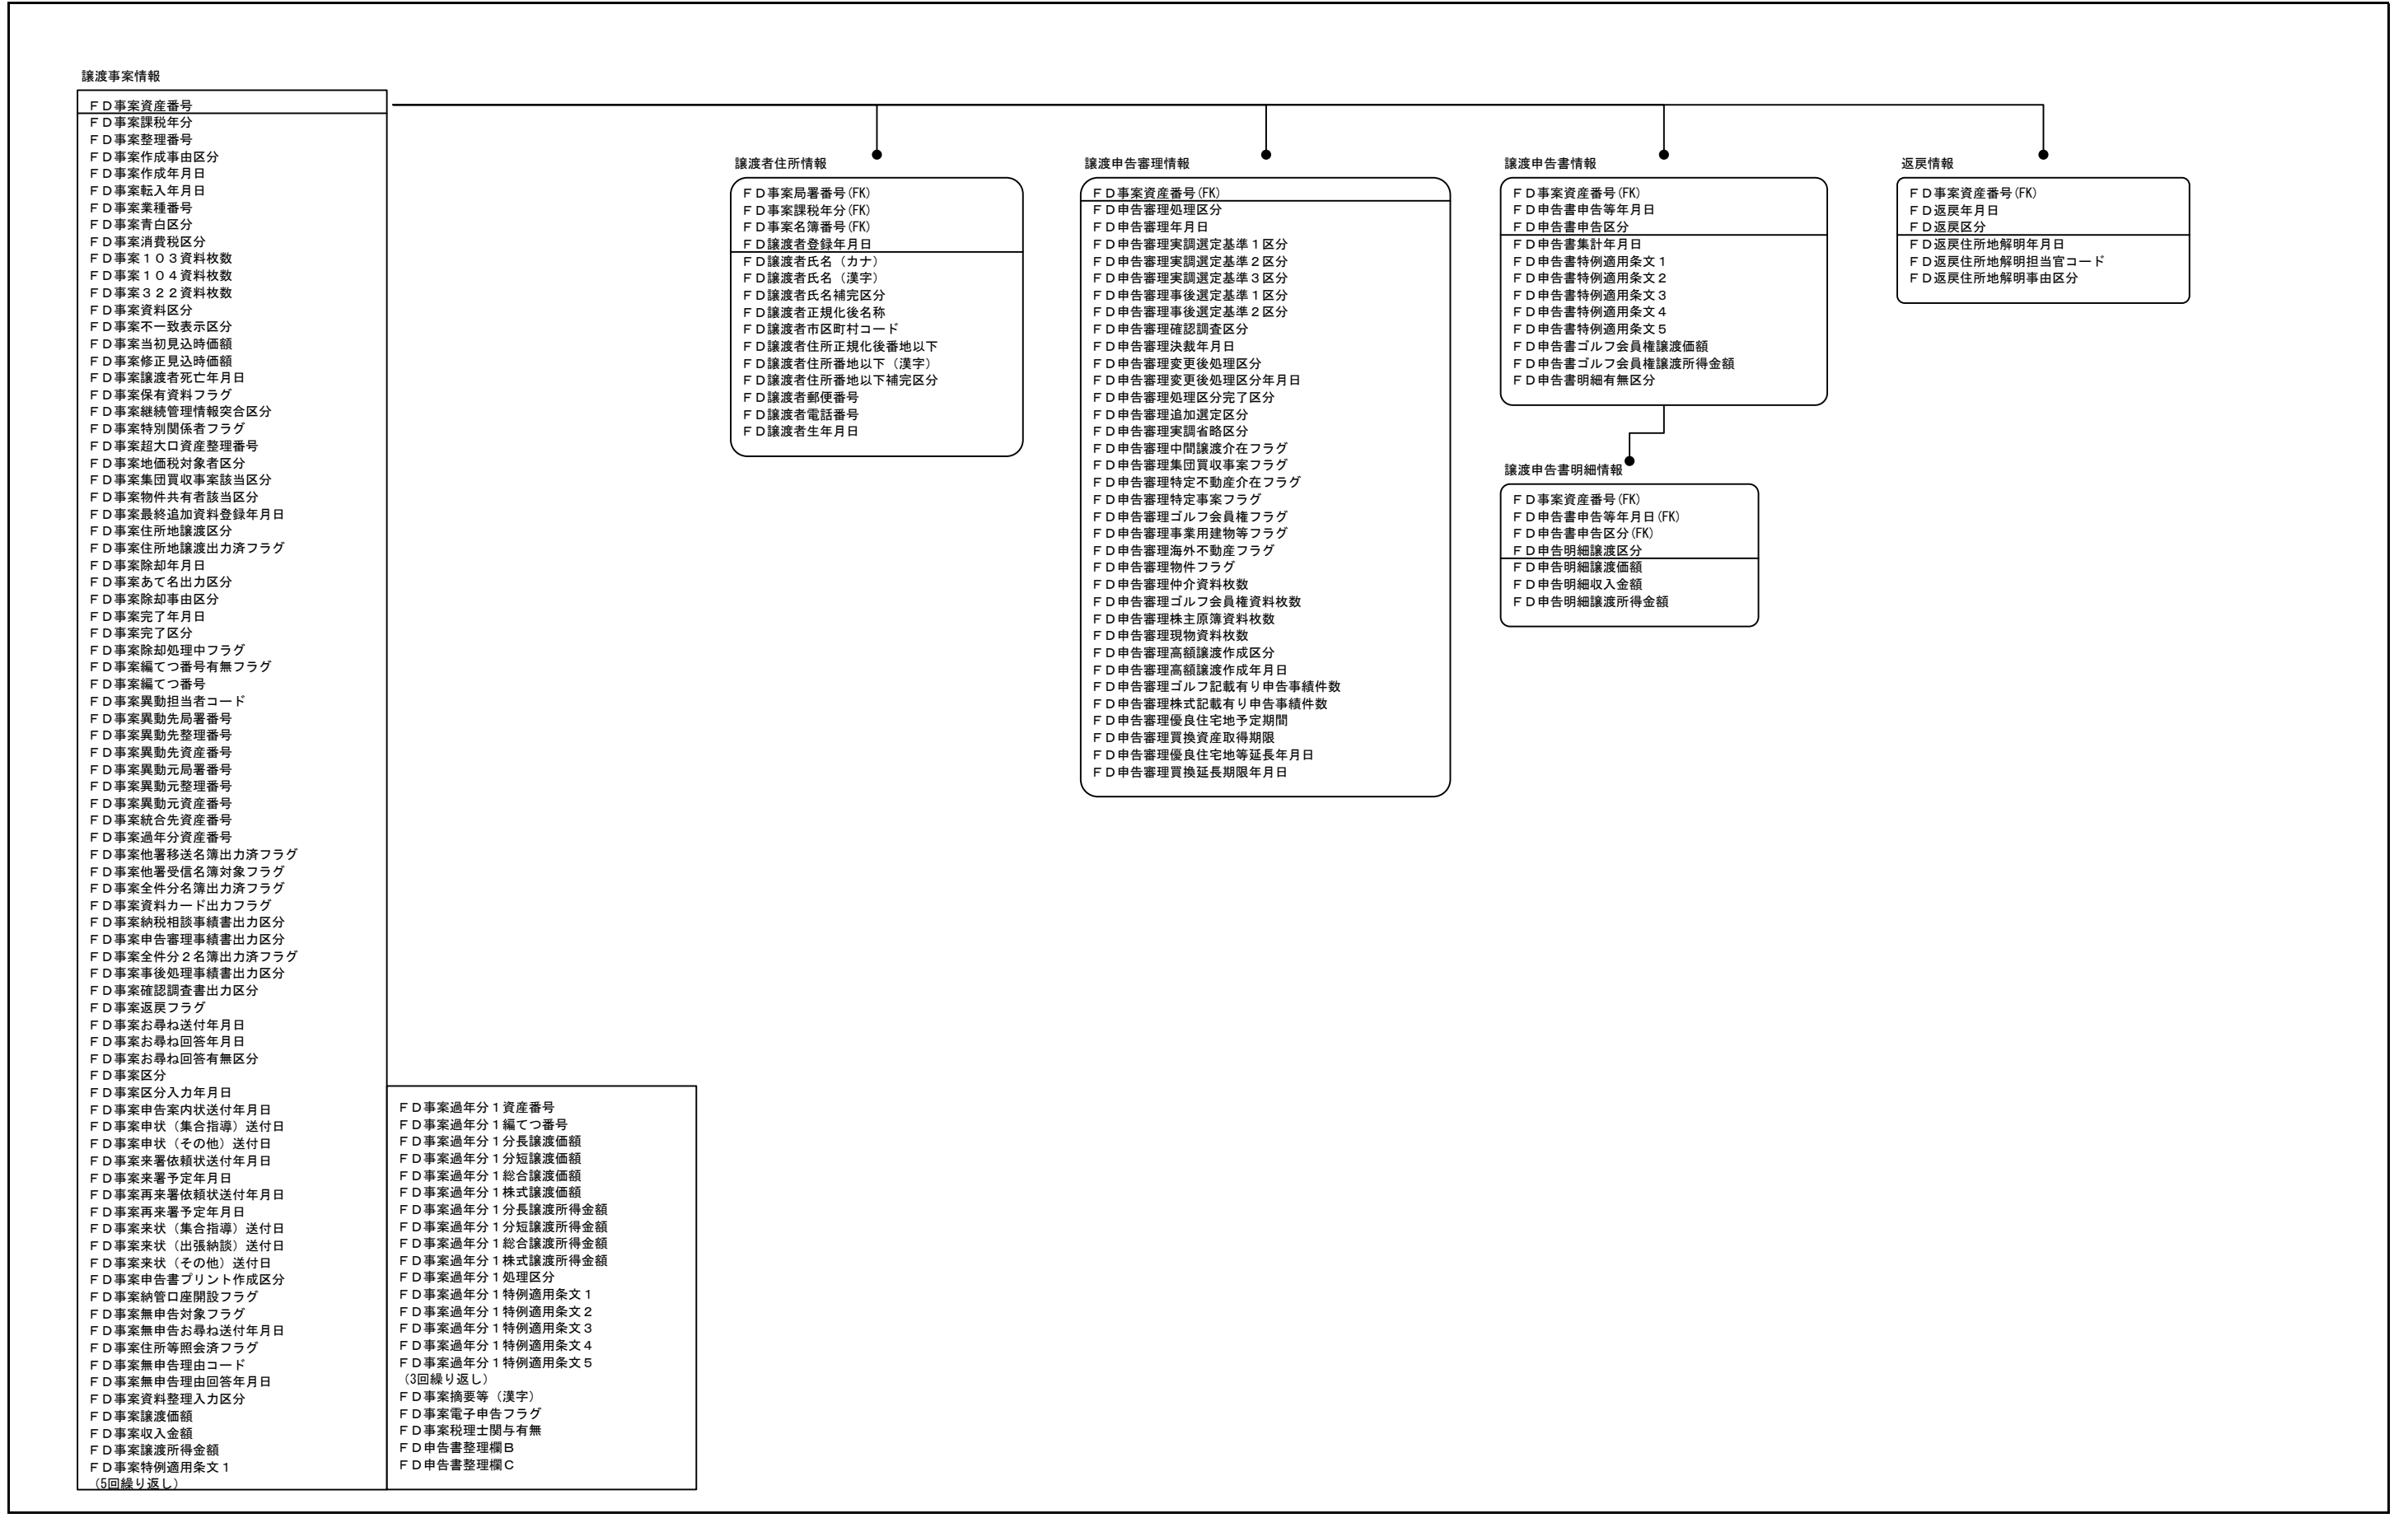 譲渡事案情報
ＦＤ事案資産番号
ＦＤ事案課税年分
ＦＤ事案整理番号
ＦＤ事案作成事由区分
ＦＤ事案作成年月日
ＦＤ事案転入年月日
ＦＤ事案業種番号
ＦＤ事案青白区分
ＦＤ事案消費税区分
ＦＤ事案１０３資料枚数
ＦＤ事案１０４資料枚数
ＦＤ事案３２２資料枚数
ＦＤ事案資料区分
ＦＤ事案不一致表示区分
ＦＤ事案当初見込時価額
ＦＤ事案修正見込時価額
ＦＤ事案譲渡者死亡年月日
ＦＤ事案保有資料フラグ
ＦＤ事案継続管理情報突合区分
ＦＤ事案特別関係者フラグ
ＦＤ事案超大口資産整理番号
ＦＤ事案地価税対象者区分
ＦＤ事案集団買収事案該当区分
ＦＤ事案物件共有者該当区分
ＦＤ事案最終追加資料登録年月日
ＦＤ事案住所地譲渡区分
ＦＤ事案住所地譲渡出力済フラグ
ＦＤ事案除却年月日
ＦＤ事案あて名出力区分
ＦＤ事案除却事由区分
ＦＤ事案完了年月日
ＦＤ事案完了区分
ＦＤ事案除却処理中フラグ
ＦＤ事案編てつ番号有無フラグ
ＦＤ事案編てつ番号
ＦＤ事案異動担当者コード
ＦＤ事案異動先局署番号
ＦＤ事案異動先整理番号
ＦＤ事案異動先資産番号
ＦＤ事案異動元局署番号
ＦＤ事案異動元整理番号
ＦＤ事案異動元資産番号
ＦＤ事案統合先資産番号
ＦＤ事案過年分資産番号
ＦＤ事案他署移送名簿出力済フラグ
ＦＤ事案他署受信名簿対象フラグ
ＦＤ事案全件分名簿出力済フラグ
ＦＤ事案資料カード出力フラグ
ＦＤ事案納税相談事績書出力区分
ＦＤ事案申告審理事績書出力区分
ＦＤ事案全件分２名簿出力済フラグ
ＦＤ事案事後処理事績書出力区分
ＦＤ事案確認調査書出力区分
ＦＤ事案返戻フラグ
ＦＤ事案お尋ね送付年月日
ＦＤ事案お尋ね回答年月日
ＦＤ事案お尋ね回答有無区分
ＦＤ事案区分
ＦＤ事案区分入力年月日
ＦＤ事案申告案内状送付年月日
ＦＤ事案申状（集合指導）送付日
ＦＤ事案申状（その他）送付日
ＦＤ事案来署依頼状送付年月日
ＦＤ事案来署予定年月日
ＦＤ事案再来署依頼状送付年月日
ＦＤ事案再来署予定年月日
ＦＤ事案来状（集合指導）送付日
ＦＤ事案来状（出張納談）送付日
ＦＤ事案来状（その他）送付日
ＦＤ事案申告書プリント作成区分
ＦＤ事案納管口座開設フラグ
ＦＤ事案無申告対象フラグ
ＦＤ事案無申告お尋ね送付年月日
ＦＤ事案住所等照会済フラグ
ＦＤ事案無申告理由コード
ＦＤ事案無申告理由回答年月日
ＦＤ事案資料整理入力区分
ＦＤ事案譲渡価額
ＦＤ事案収入金額
ＦＤ事案譲渡所得金額
ＦＤ事案特例適用条文１
（5回繰り返し）
ＦＤ事案過年分１資産番号
ＦＤ事案過年分１編てつ番号
ＦＤ事案過年分１分長譲渡価額
ＦＤ事案過年分１分短譲渡価額
ＦＤ事案過年分１総合譲渡価額
ＦＤ事案過年分１株式譲渡価額
ＦＤ事案過年分１分長譲渡所得金額
ＦＤ事案過年分１分短譲渡所得金額
ＦＤ事案過年分１総合譲渡所得金額
ＦＤ事案過年分１株式譲渡所得金額
ＦＤ事案過年分１処理区分
ＦＤ事案過年分１特例適用条文１
ＦＤ事案過年分１特例適用条文２
ＦＤ事案過年分１特例適用条文３
ＦＤ事案過年分１特例適用条文４
ＦＤ事案過年分１特例適用条文５
（3回繰り返し）
ＦＤ事案摘要等（漢字）
ＦＤ事案電子申告フラグ
ＦＤ事案税理士関与有無
ＦＤ申告書整理欄Ｂ
ＦＤ申告書整理欄Ｃ
譲渡者住所情報
ＦＤ事案局署番号(FK)
ＦＤ事案課税年分(FK)
ＦＤ事案名簿番号(FK)
ＦＤ譲渡者登録年月日
ＦＤ譲渡者氏名（カナ）
ＦＤ譲渡者氏名（漢字）
ＦＤ譲渡者氏名補完区分
ＦＤ譲渡者正規化後名称
ＦＤ譲渡者市区町村コード
ＦＤ譲渡者住所正規化後番地以下
ＦＤ譲渡者住所番地以下（漢字）
ＦＤ譲渡者住所番地以下補完区分
ＦＤ譲渡者郵便番号
ＦＤ譲渡者電話番号
ＦＤ譲渡者生年月日
譲渡申告審理情報
ＦＤ事案資産番号(FK)
ＦＤ申告審理処理区分
ＦＤ申告審理年月日
ＦＤ申告審理実調選定基準１区分
ＦＤ申告審理実調選定基準２区分
ＦＤ申告審理実調選定基準３区分
ＦＤ申告審理事後選定基準１区分
ＦＤ申告審理事後選定基準２区分
ＦＤ申告審理確認調査区分
ＦＤ申告審理決裁年月日
ＦＤ申告審理変更後処理区分
ＦＤ申告審理変更後処理区分年月日
ＦＤ申告審理処理区分完了区分
ＦＤ申告審理追加選定区分
ＦＤ申告審理実調省略区分
ＦＤ申告審理中間譲渡介在フラグ
ＦＤ申告審理集団買収事案フラグ
ＦＤ申告審理特定不動産介在フラグ
ＦＤ申告審理特定事案フラグ
ＦＤ申告審理ゴルフ会員権フラグ
ＦＤ申告審理事業用建物等フラグ
ＦＤ申告審理海外不動産フラグ
ＦＤ申告審理物件フラグ
ＦＤ申告審理仲介資料枚数
ＦＤ申告審理ゴルフ会員権資料枚数
ＦＤ申告審理株主原簿資料枚数
ＦＤ申告審理現物資料枚数
ＦＤ申告審理高額譲渡作成区分
ＦＤ申告審理高額譲渡作成年月日
ＦＤ申告審理ゴルフ記載有り申告事績件数
ＦＤ申告審理株式記載有り申告事績件数
ＦＤ申告審理優良住宅地予定期間
ＦＤ申告審理買換資産取得期限
ＦＤ申告審理優良住宅地等延長年月日
ＦＤ申告審理買換延長期限年月日
譲渡申告書情報
ＦＤ事案資産番号(FK)
ＦＤ申告書申告等年月日
ＦＤ申告書申告区分
ＦＤ申告書集計年月日
ＦＤ申告書特例適用条文１
ＦＤ申告書特例適用条文２
ＦＤ申告書特例適用条文３
ＦＤ申告書特例適用条文４
ＦＤ申告書特例適用条文５
ＦＤ申告書ゴルフ会員権譲渡価額
ＦＤ申告書ゴルフ会員権譲渡所得金額
ＦＤ申告書明細有無区分
譲渡申告書明細情報
ＦＤ事案資産番号(FK)
ＦＤ申告書申告等年月日(FK)
ＦＤ申告書申告区分(FK)
ＦＤ申告明細譲渡区分
ＦＤ申告明細譲渡価額
ＦＤ申告明細収入金額
ＦＤ申告明細譲渡所得金額
返戻情報
ＦＤ事案資産番号(FK)
ＦＤ返戻年月日
ＦＤ返戻区分
ＦＤ返戻住所地解明年月日
ＦＤ返戻住所地解明担当官コード
ＦＤ返戻住所地解明事由区分